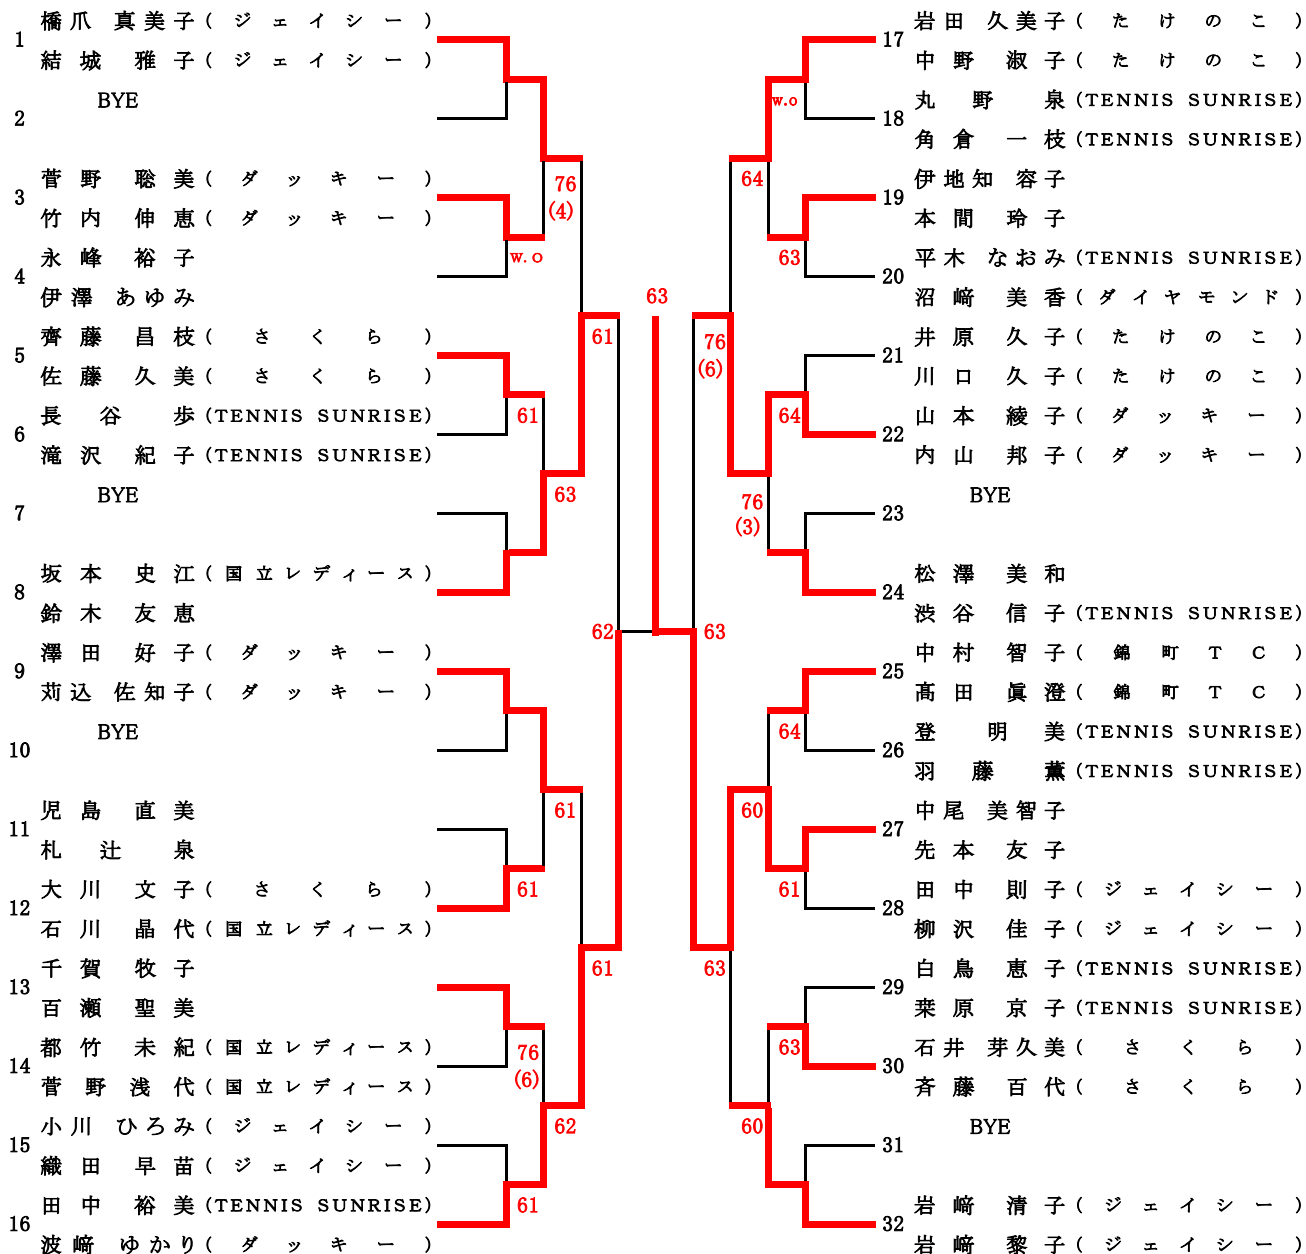 1 橋爪 真美子(ジェイシー)
結城 雅子(ジェイシー)
2 BYE
3 菅野 聡美(ダッキー)
竹内 伸恵(ダッキー)
4 永峰 裕子
伊澤 あゆみ
5 齊藤 昌枝(さくら)
佐藤 久美(さくら)
6 長谷 歩(TENNIS SUNRISE)
滝沢 紀子(TENNIS SUNRISE)
7 BYE
8 坂本 史江(国立レディース)
鈴木 友恵
9 澤田 好子(ダッキー)
苅込 佐知子(ダッキー)
10 BYE
11 児島 直美
札辻 泉
12 大川 文子(さくら)
石川 晶代(国立レディース)
13 千賀 牧子
百瀬 聖美
14 都竹 未紀(国立レディース)
菅野 浅代(国立レディース)
15 小川 ひろみ(ジェイシー)
織田 早苗(ジェイシー)
16 田中 裕美(TENNIS SUNRISE)
波﨑 ゆかり(ダッキー)
w.o
61
61
76
(6)
61
76
(4)
63
61
62
61
61
62
63
63
76
(6)
63
64
76
(3)
60
60
w.o
63
64
64
61
63
17 岩田 久美子(たけのこ)
中野 淑子(たけのこ)
18 丸野 泉(TENNIS SUNRISE)
角倉 一枝(TENNIS SUNRISE)
19 伊地知 容子
本間 玲子
20 平木 なおみ(TENNIS SUNRISE)
沼﨑 美香(ダイヤモンド)
21 井原 久子(たけのこ)
川口 久子(たけのこ)
22 山本 綾子(ダッキー)
内山 邦子(ダッキー)
23 BYE
24 松澤 美和
渋谷 信子(TENNIS SUNRISE)
25 中村 智子(錦町TC)
髙田 眞澄(錦町TC)
26 登 明美(TENNIS SUNRISE)
羽藤 薫(TENNIS SUNRISE)
27 中尾 美智子
先本 友子
28 田中 則子(ジェイシー)
柳沢 佳子(ジェイシー)
29 白鳥 恵子(TENNIS SUNRISE)
桒原 京子(TENNIS SUNRISE)
30 石井 芽久美(さくら)
斉藤 百代(さくら)
31 BYE
32 岩﨑 清子(ジェイシー)
岩﨑 黎子(ジェイシー)